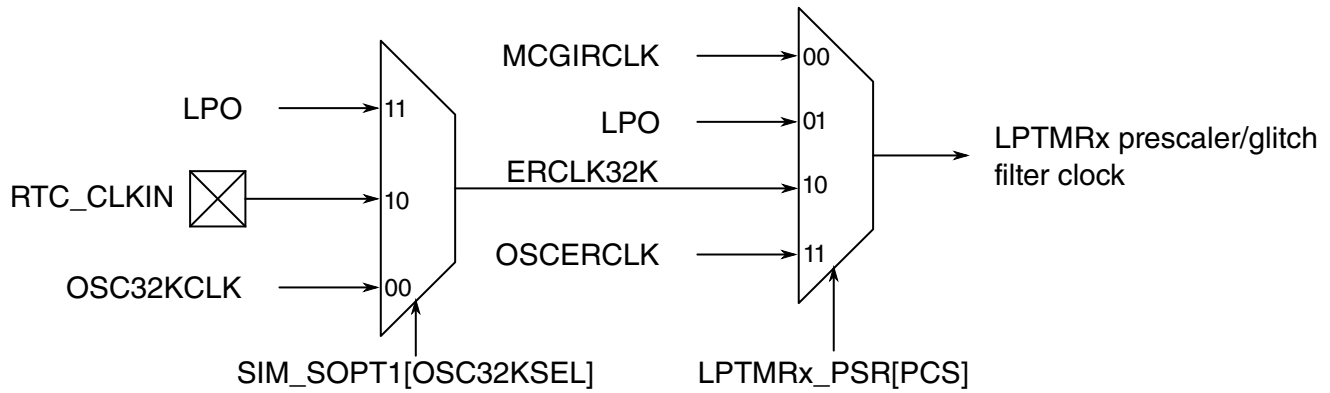 MCGIRCLK
00
LPO
11
LPO
01
LPTMRx prescaler/glitch
filter clock
ERCLK32K
RTC_CLKIN
10
10
OSCERCLK
11
OSC32KCLK
00
SIM_SOPT1[OSC32KSEL]
LPTMRx_PSR[PCS]